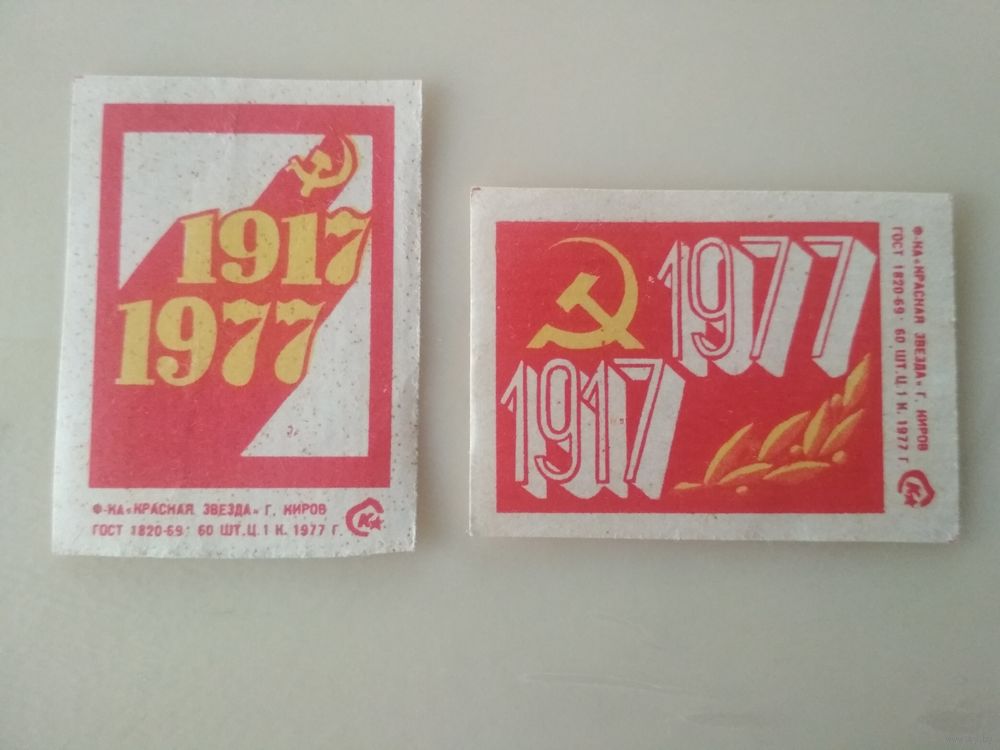 1917
1977
Ф-КА «КРАСНАЯ ЗВЕЗДА» Г. КИРОВ
ГОСТ 1820-69· 60 ШТ.Ц.1 К. 1977 Г.
К
1977
1917
Ф-КА «КРАСНАЯ ЗВЕЗДА» Г. КИРОВ
ГОСТ 1820-69· 60 ШТ.Ц.1 К. 1977 Г
К